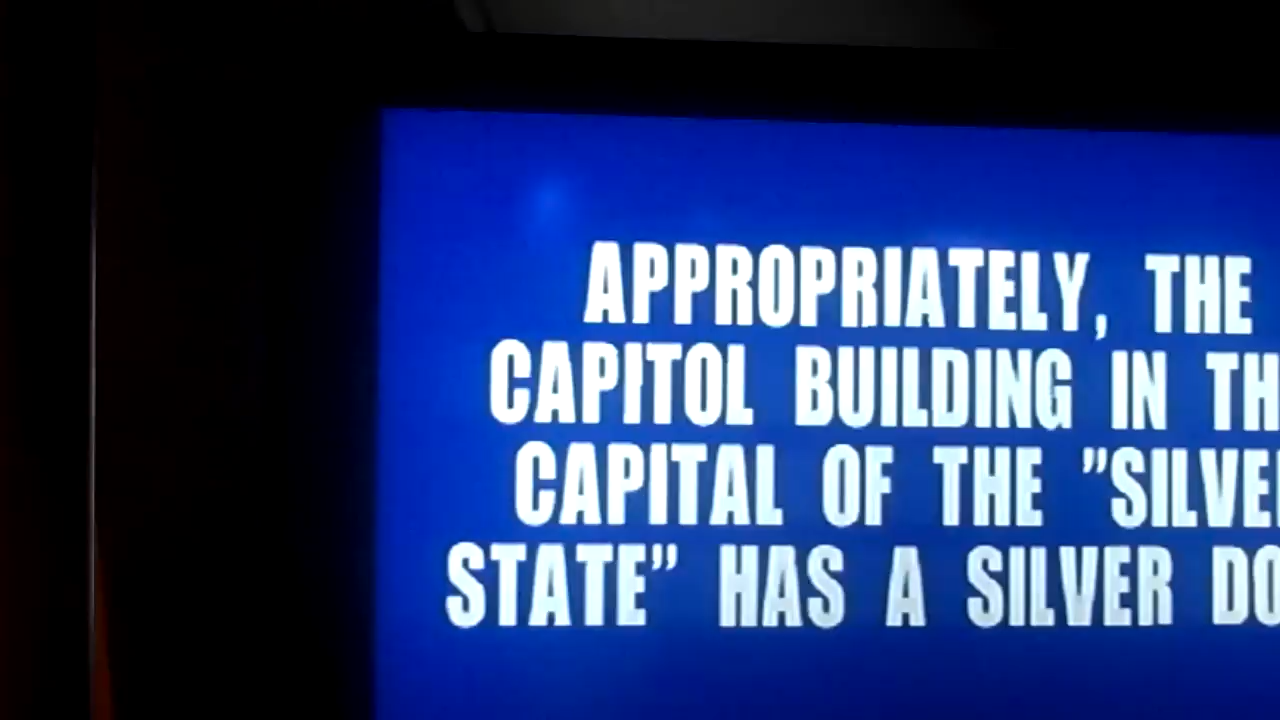 APPROPRIATELY, THE
CAPITOL BUILDING IN
CAPITAL OF THE "
STATE" HAS A SILVER